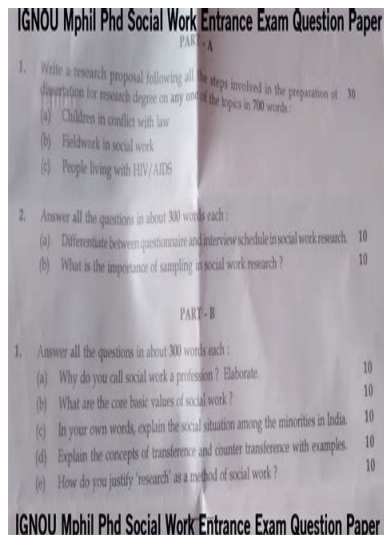 IGNOU Mphil Phd Social Work Entrance Exam Question Paper
PART - A
1. Write a research proposal following all the steps involved in the preparation of 30
dissertation for research degree on any one of the topics in 700 words :
(a) Children in conflict with law
(b) Fieldwork in social work
(c) People living with HIV/AIDS
2. Answer all the questions in about 300 words each :
(a) Differentiate between questionnaire and interview schedule in social work research. 10
(b) What is the importance of sampling in social work research ? 10
PART - B
1. Answer all the questions in about 300 words each :
(a) Why do you call social work a profession ? Elaborate. 10
(b) What are the core basic values of social work ? 10
(c) In your own words, explain the social situation among the minorities in India. 10
(d) Explain the concepts of transference and counter transference with examples. 10
(e) How do you justify 'research' as a method of social work ? 10
IGNOU Mphil Phd Social Work Entrance Exam Question Paper